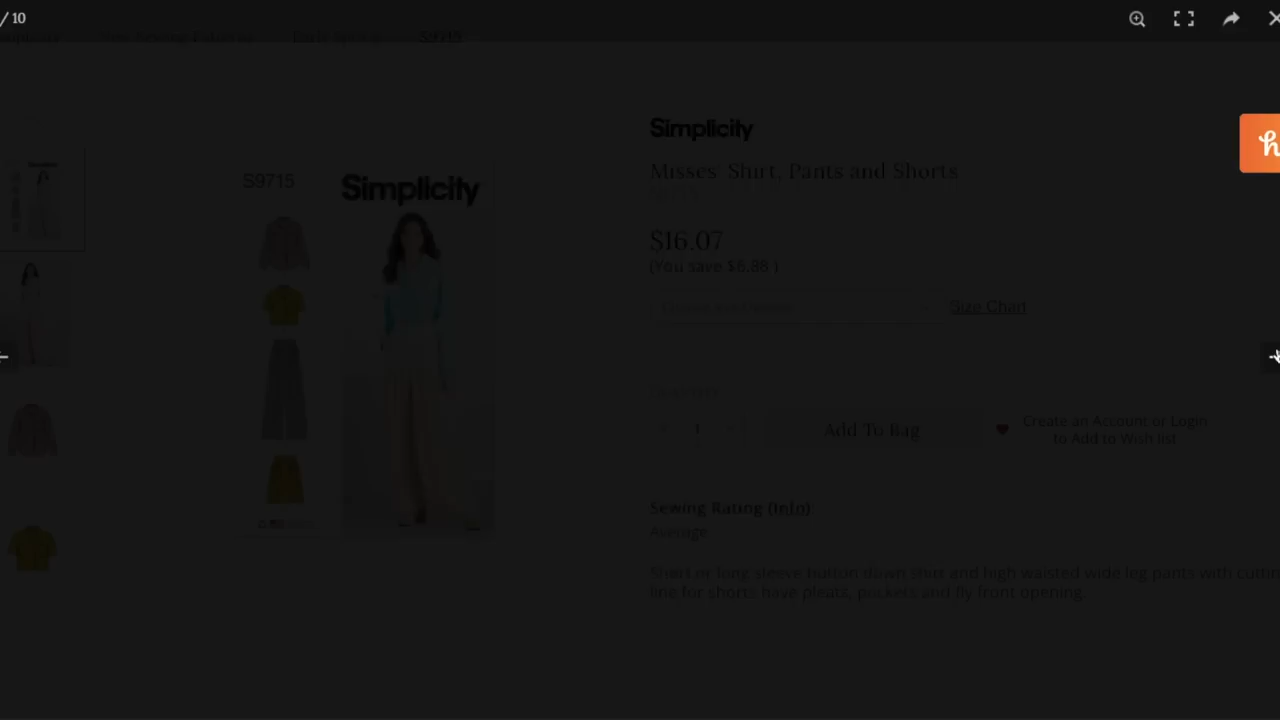 / 10
S9715
Simplicity
Misses' Shirt, Pants and Shorts
$16.07
(You save $6.88 )
Size Chart
1
Add To Bag
Create an Account or Login
to Add to Wish list
S9715
Simplicity
Sewing Rating (Info)
Average
Short or long sleeve button down shirt and high waisted wide leg pants with
line for shorts have pleats, pockets and fly front opening.